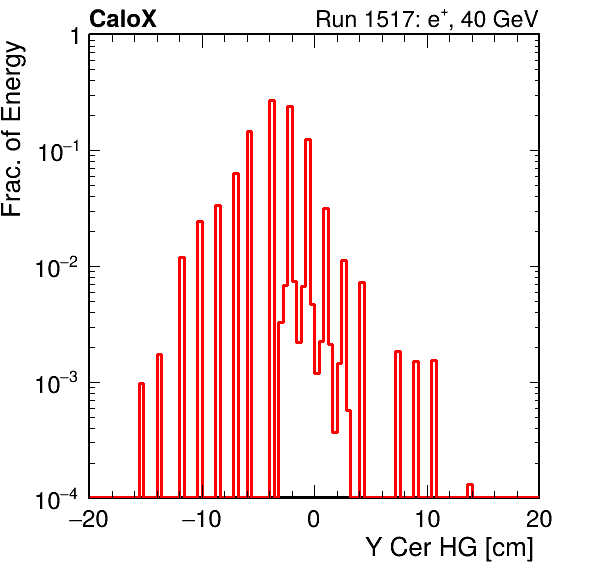 CaloX
Run 1517: e⁺, 40 GeV
Frac. of Energy
1
10⁻¹
10⁻²
10⁻³
10⁻⁴
−20
−10
0
10
20
Y Cer HG [cm]